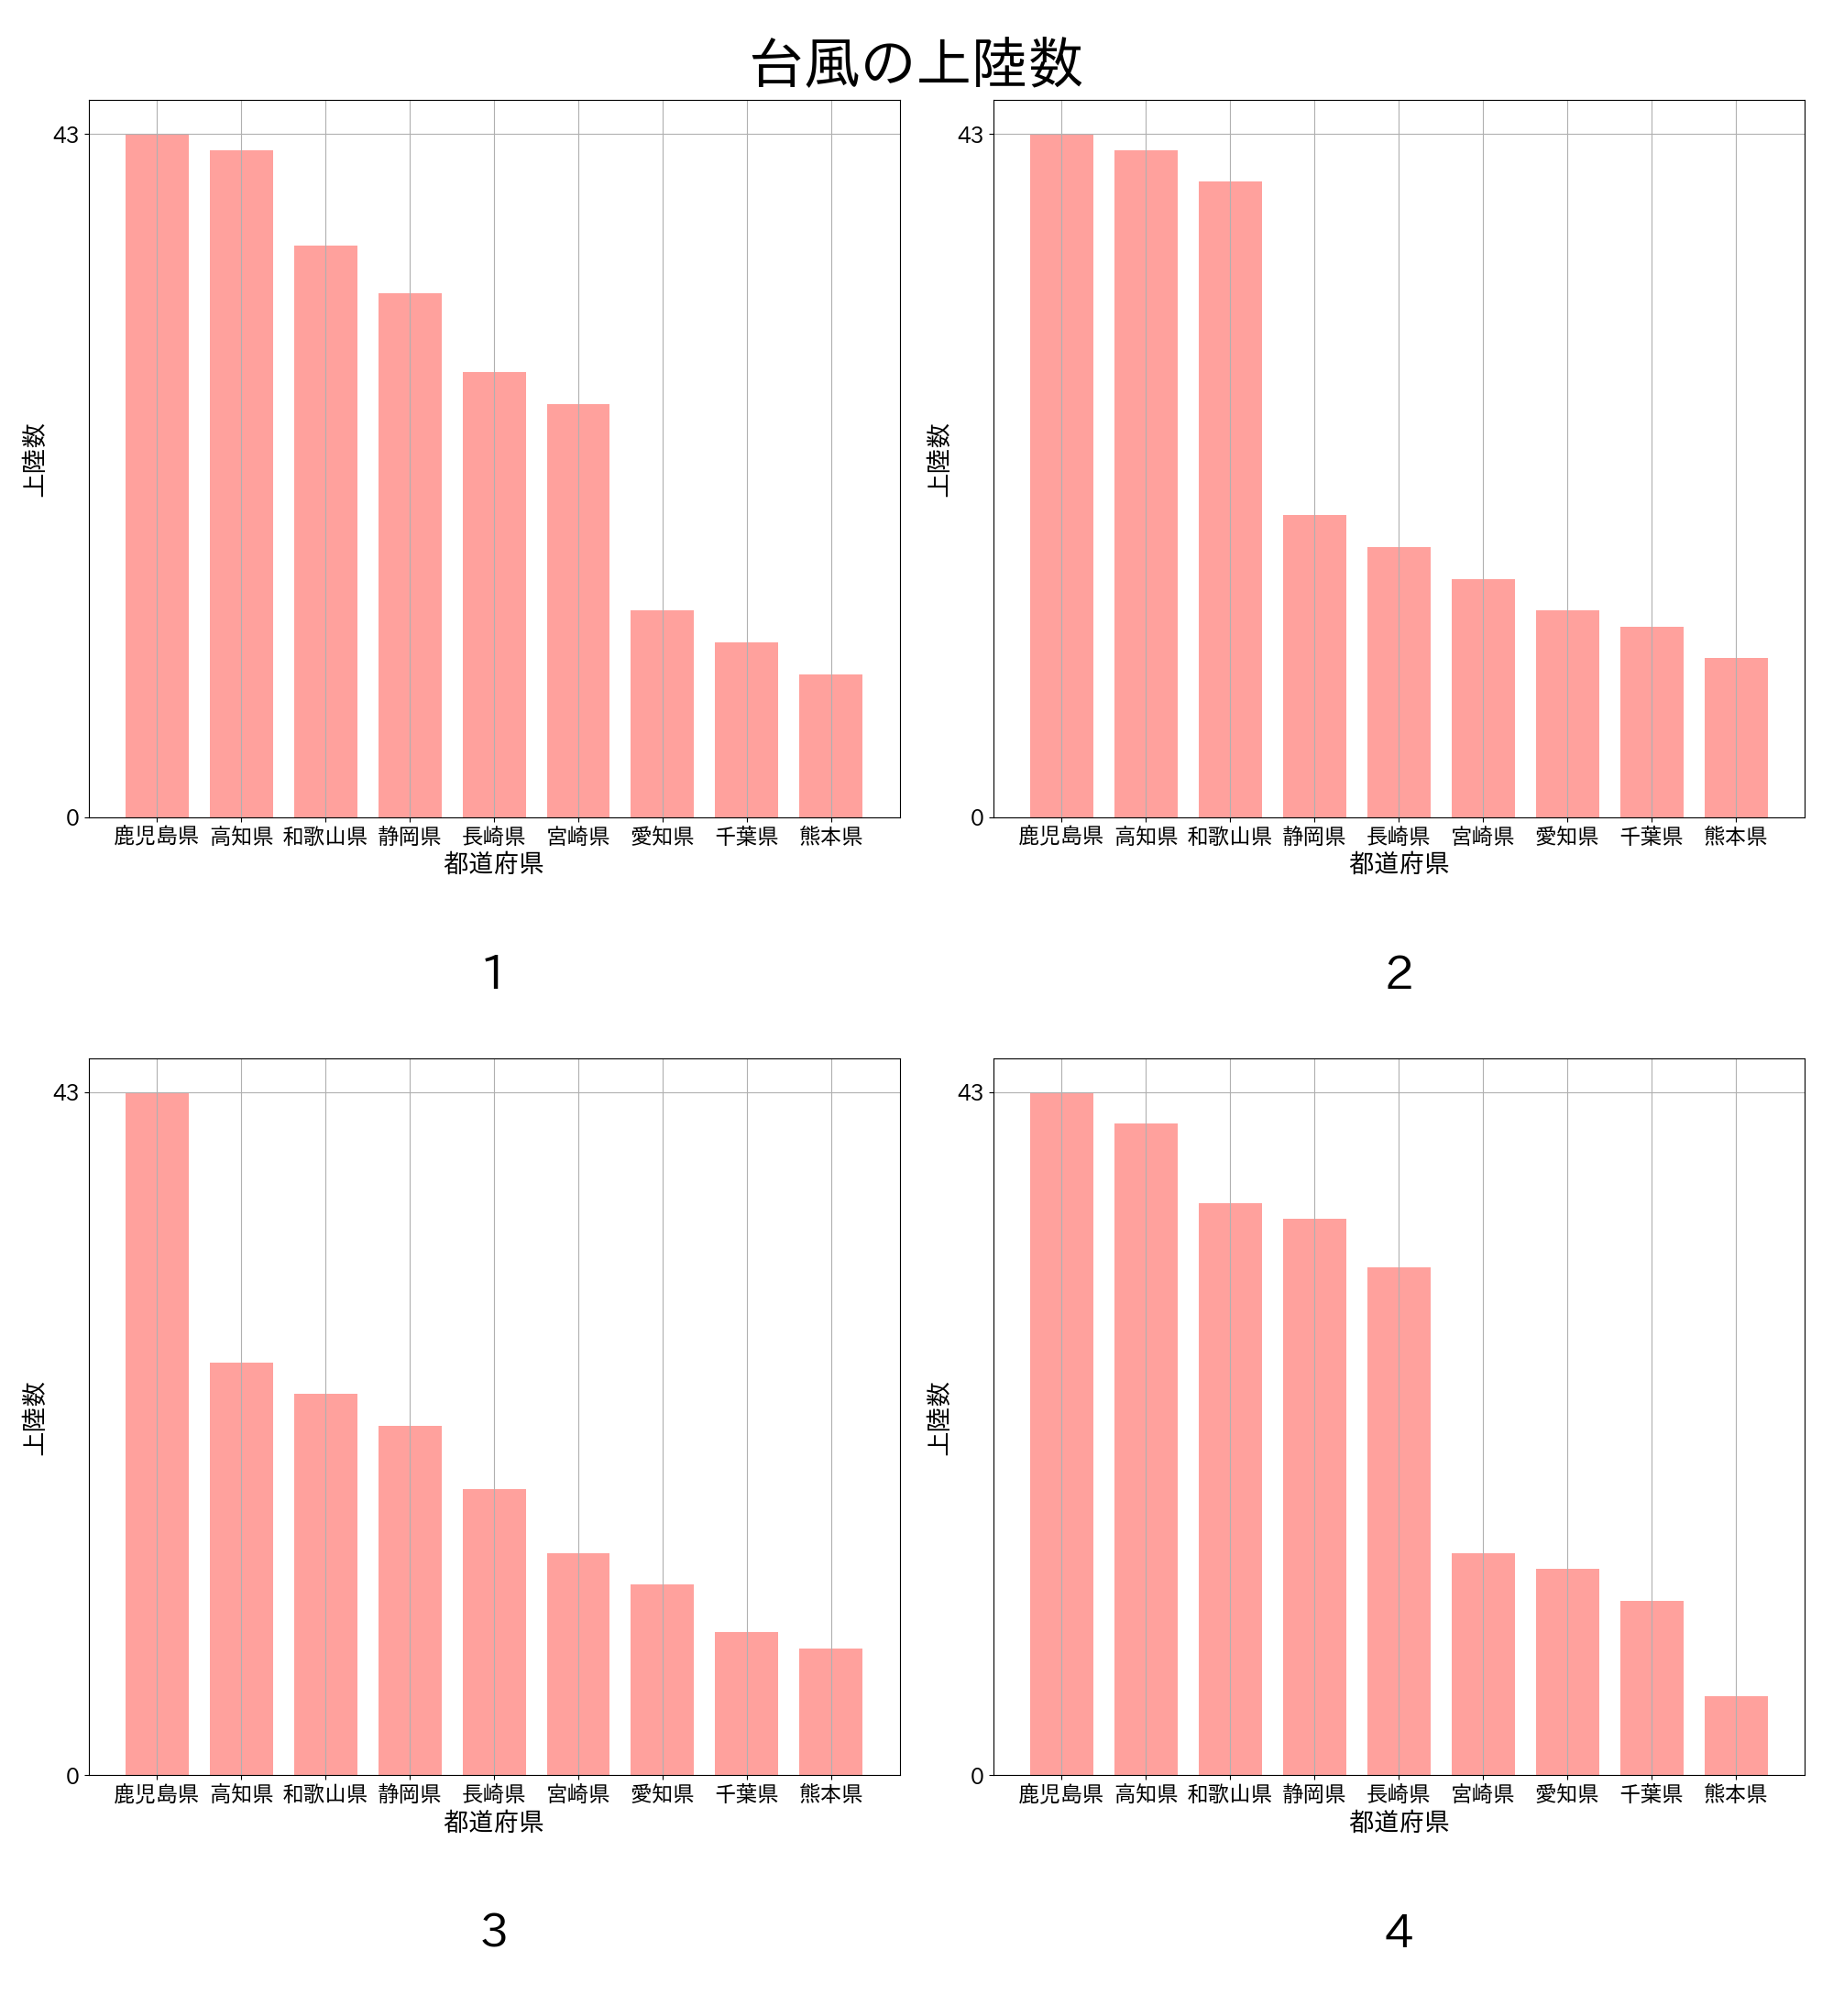 台風の上陸数
43
0
上陸数
鹿児島県 高知県 和歌山県 静岡県 長崎県 宮崎県 愛知県 千葉県 熊本県
都道府県
1
43
0
上陸数
鹿児島県 高知県 和歌山県 静岡県 長崎県 宮崎県 愛知県 千葉県 熊本県
都道府県
2
43
0
上陸数
鹿児島県 高知県 和歌山県 静岡県 長崎県 宮崎県 愛知県 千葉県 熊本県
都道府県
3
43
0
上陸数
鹿児島県 高知県 和歌山県 静岡県 長崎県 宮崎県 愛知県 千葉県 熊本県
都道府県
4